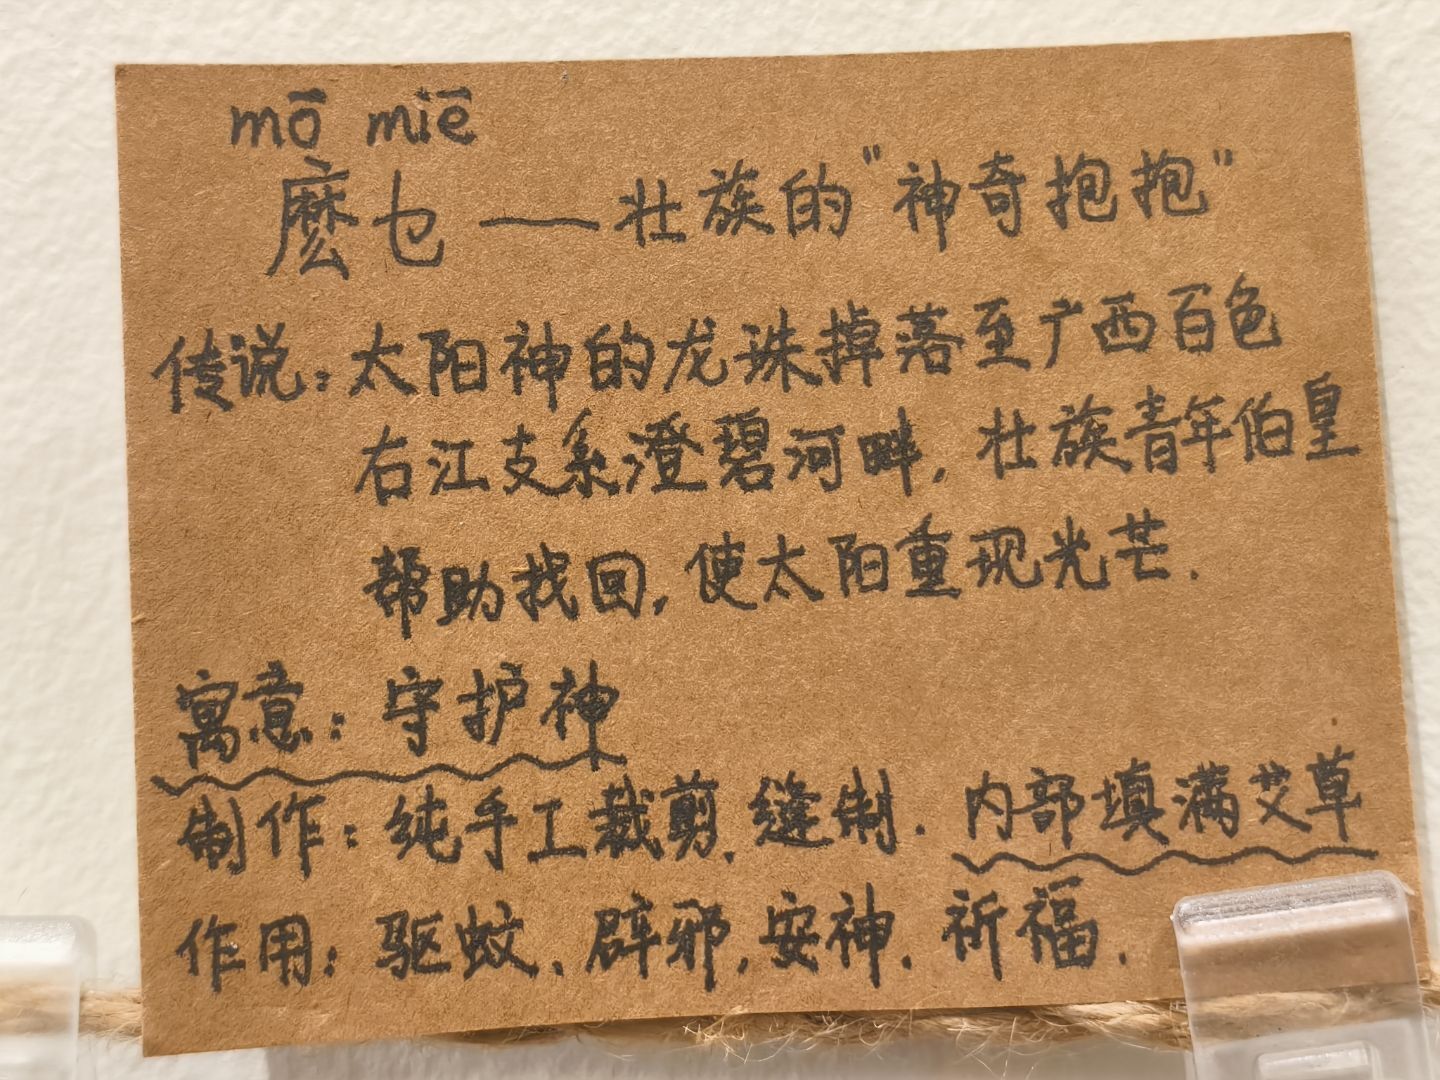 mō miē
麽乜——壮族的"神奇抱抱"
传说:太阳神的龙珠掉落至广西百色
右江支系澄碧河畔,壮族青年伯皇
帮助找回,使太阳重现光芒.
寓意:守护神
制作:纯手工裁剪、缝制.内部填满艾草
作用:驱蚊、辟邪,安神.祈福.